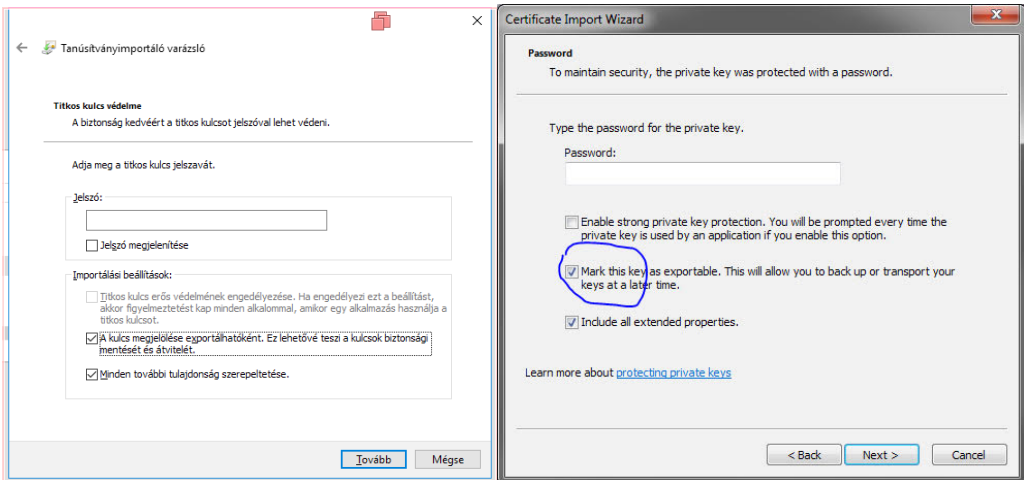 Tanúsítványimportáló varázsló
Titkos kulcs védelme
A biztonság kedvéért a titkos kulcsot jelszóval lehet védeni.
Adja meg a titkos kulcs jelszavát.
Jelszó:
Jelszó megjelenítése
Importálási beállítások:
Titkos kulcs erős védelmének engedélyezése. Ha engedélyezi ezt a beállítást,
akkor figyelmeztetést kap minden alkalommal, amikor egy alkalmazás használja a
titkos kulcsot.
A kulcs megjelölése exportálhatóként. Ez lehetővé teszi a kulcsok biztonsági
mentését és átvitelét.
Minden további tulajdonság szerepeltetése.
Tovább
Mégse
Certificate Import Wizard
Password
To maintain security, the private key was protected with a password.
Type the password for the private key.
Password:
Enable strong private key protection. You will be prompted every time the
private key is used by an application if you enable this option.
Mark this key as exportable. This will allow you to back up or transport your
keys at a later time.
Include all extended properties.
Learn more about protecting private keys
< Back
Next >
Cancel